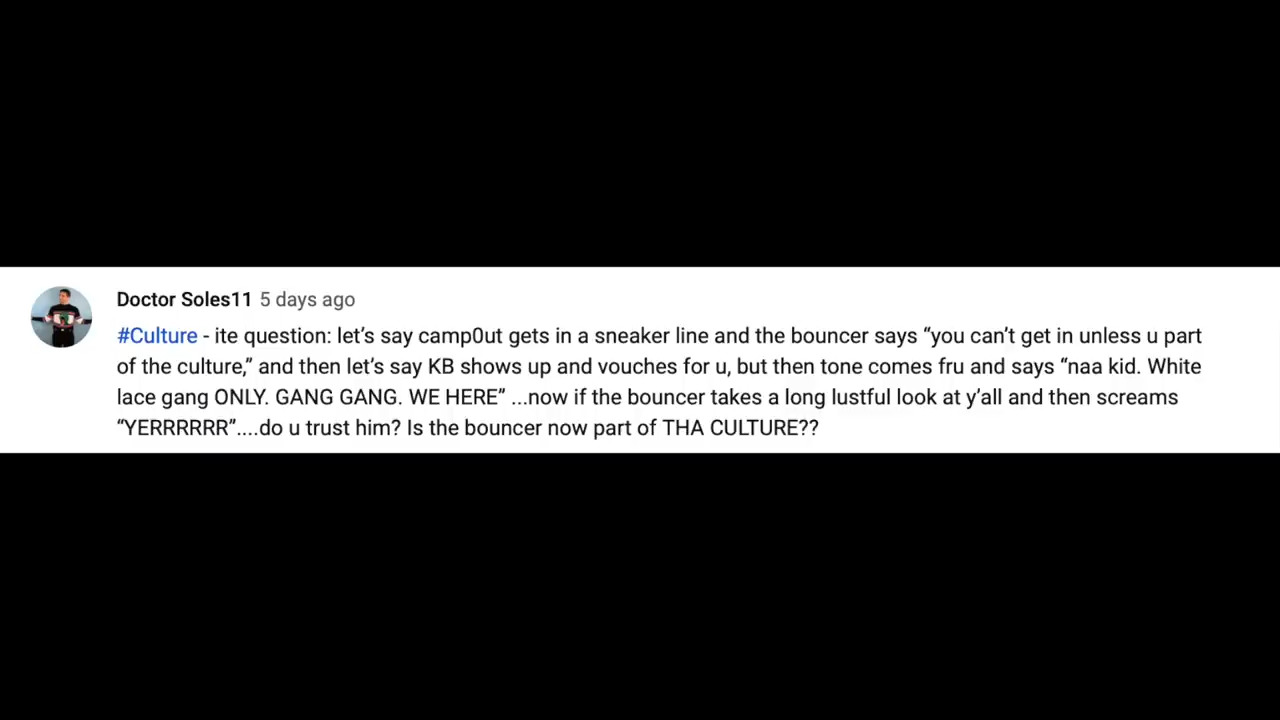 Doctor Soles11 5 days ago
#Culture - ite question: let’s say camp0ut gets in a sneaker line and the bouncer says “you can’t get in unless u part
of the culture,” and then let’s say KB shows up and vouches for u, but then tone comes fru and says “naa kid. White
lace gang ONLY. GANG GANG. WE HERE” ...now if the bouncer takes a long lustful look at y’all and then screams
“YERRRRRR”....do u trust him? Is the bouncer now part of THA CULTURE??